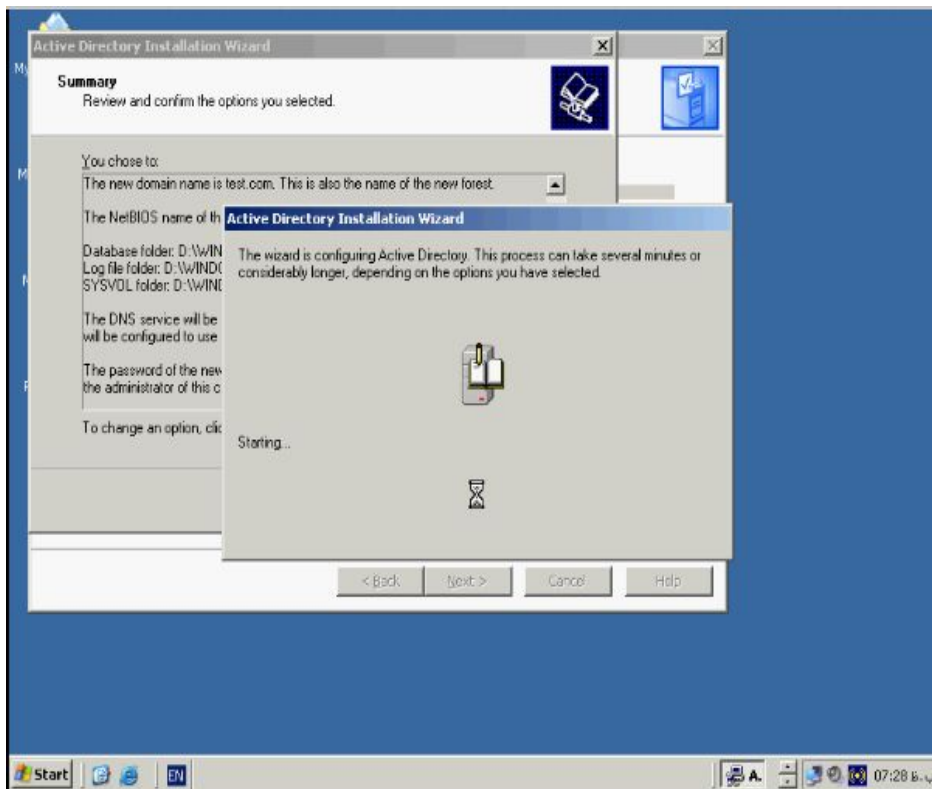 Active Directory Installation Wizard
Summary
Review and confirm the options you selected.
You chose to:
The new domain name is test.com. This is also the name of the new forest.
The NetBIOS name of th
Database folder: D:\WIN
Log file folder: D:\WINDO
SYSVOL folder: D:\WIN
The DNS service will be
will be configured to use
The password of the new
the administrator of this c
To change an option, clic
Active Directory Installation Wizard
The wizard is configuring Active Directory. This process can take several minutes or
considerably longer, depending on the options you have selected.
Starting...
< Back Next > Cancel Help
Start EN A. 07:28